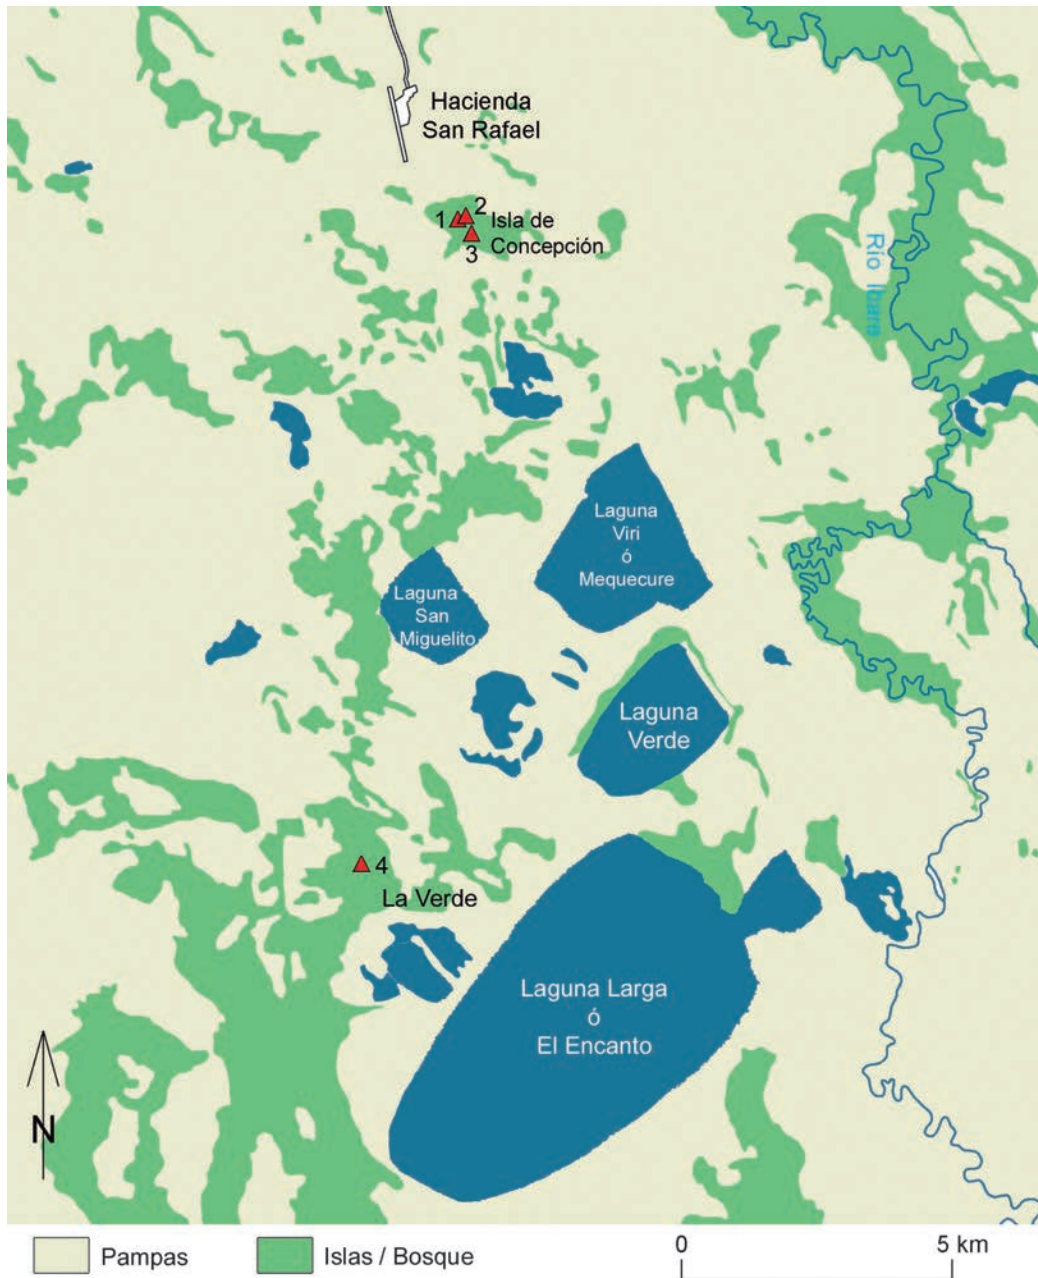 Hacienda
San Rafael
1
2
3
Isla de
Concepción
Río Ibare
Laguna
Viri
ó
Mequecure
Laguna
San
Miguelito
Laguna
Verde
4
La Verde
Laguna Larga
ó
El Encanto
N
Pampas
Islas / Bosque
0
5 km